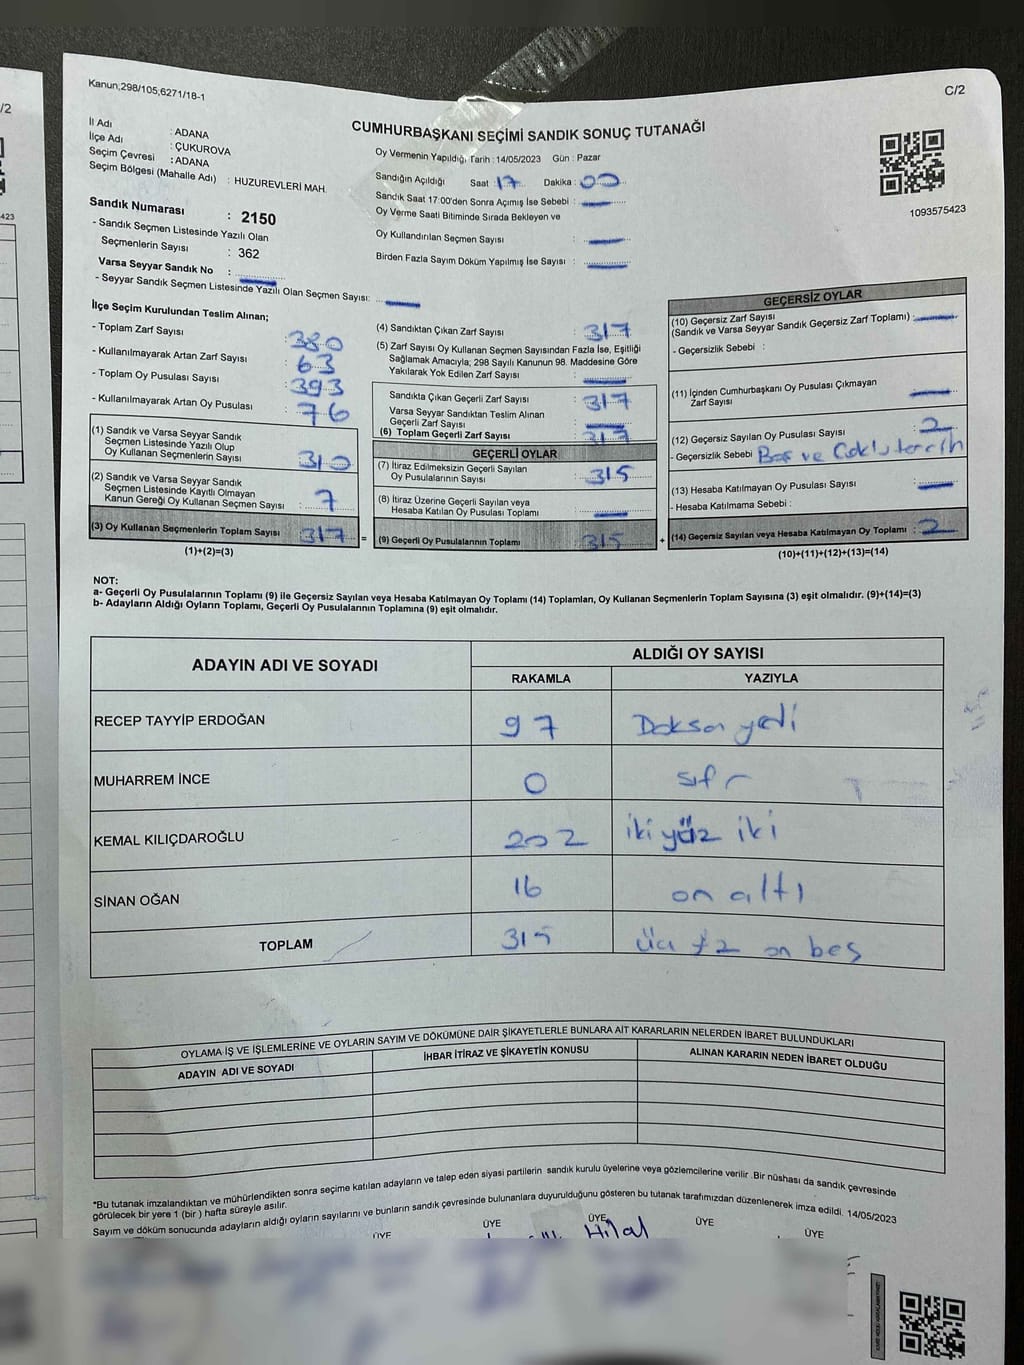 Kanun;298/105,6271/18-1
C/2
CUMHURBAŞKANI SEÇİMİ SANDIK SONUÇ TUTANAĞI
İl Adı : ADANA
İlçe Adı : ÇUKUROVA
Seçim Çevresi : ADANA
Seçim Bölgesi (Mahalle Adı) : HUZUREVLERİ MAH.
Sandık Numarası : 2150
- Sandık Seçmen Listesinde Yazılı Olan
Seçmenlerin Sayısı : 362
Varsa Seyyar Sandık No :
- Seyyar Sandık Seçmen Listesinde Yazılı Olan Seçmen Sayısı:
Oy Vermenin Yapıldığı Tarih : 14/05/2023 Gün : Pazar
Sandığın Açıldığı Saat : 17 Dakika : 00
Sandık Saat 17:00'den Sonra Açımış İse Sebebi :
Oy Verme Saati Bitiminde Sırada Bekleyen ve
Oy Kullandırılan Seçmen Sayısı :
Birden Fazla Sayım Döküm Yapılmış İse Sayısı :
1093575423
İlçe Seçim Kurulundan Teslim Alınan;
- Toplam Zarf Sayısı : 380
- Kullanılmayarak Artan Zarf Sayısı : 63
- Toplam Oy Pusulası Sayısı : 393
- Kullanılmayarak Artan Oy Pusulası : 76
(1) Sandık ve Varsa Seyyar Sandık
Seçmen Listesinde Yazılı Olup
Oy Kullanan Seçmenlerin Sayısı 310
(2) Sandık ve Varsa Seyyar Sandık
Seçmen Listesinde Kayıtlı Olmayan
Kanun Gereği Oy Kullanan Seçmen Sayısı 7
(3) Oy Kullanan Seçmenlerin Toplam Sayısı 317
(1)+(2)=(3)
(4) Sandıktan Çıkan Zarf Sayısı : 317
(5) Zarf Sayısı Oy Kullanan Seçmen Sayısından Fazla İse, Eşitliği
Sağlamak Amacıyla, 298 Sayılı Kanunun 98. Maddesine Göre
Yakılarak Yok Edilen Zarf Sayısı :
Sandıkta Çıkan Geçerli Zarf Sayısı : 317
Varsa Seyyar Sandıktan Teslim Alınan
Geçerli Zarf Sayısı :
(6) Toplam Geçerli Zarf Sayısı : 317
GEÇERLİ OYLAR
(7) İtiraz Edilmeksizin Geçerli Sayılan
Oy Pusulalarının Sayısı : 315
(8) İtiraz Üzerine Geçerli Sayılan veya
Hesaba Katılan Oy Pusulası Toplamı :
= (9) Geçerli Oy Pusulalarının Toplamı : 315
GEÇERSİZ OYLAR
(10) Geçersiz Zarf Sayısı
(Sandık ve Varsa Seyyar Sandık Geçersiz Zarf Toplamı) :
- Geçersizlik Sebebi :
(11) İçinden Cumhurbaşkanı Oy Pusulası Çıkmayan
Zarf Sayısı :
(12) Geçersiz Sayılan Oy Pusulası Sayısı : 2
- Geçersizlik Sebebi Boş ve Çoklu tercih
(13) Hesaba Katılmayan Oy Pusulası Sayısı :
- Hesaba Katılmama Sebebi :
+ (14) Geçersiz Sayılan veya Hesaba Katılmayan Oy Toplamı : 2
(10)+(11)+(12)+(13)=(14)
NOT:
a- Geçerli Oy Pusulalarının Toplamı (9) ile Geçersiz Sayılan veya Hesaba Katılmayan Oy Toplamı (14) Toplamları, Oy Kullanan Seçmenlerin Toplam Sayısına (3) eşit olmalıdır. (9)+(14)=(3)
b- Adayların Aldığı Oyların Toplamı, Geçerli Oy Pusulalarının Toplamına (9) eşit olmalıdır.
ADAYIN ADI VE SOYADI ALDIĞI OY SAYISI
RAKAMLA YAZIYLA
RECEP TAYYİP ERDOĞAN 97 Doksan yedi
MUHARREM İNCE 0 sıfır
KEMAL KILIÇDAROĞLU 202 iki yüz iki
SİNAN OĞAN 16 on altı
TOPLAM 315 on beş
OYLAMA İŞ VE İŞLEMLERİNE VE OYLARIN SAYIM VE DÖKÜMÜNE DAİR ŞİKAYETLERLE BUNLARA AİT KARARLARIN NELERDEN İBARET BULUNDUKLARI
ADAYIN ADI VE SOYADI İHBAR İTİRAZ VE ŞİKAYETİN KONUSU ALINAN KARARIN NEDEN İBARET OLDUĞU
*Bu tutanak imzalandıktan ve mühürlendikten sonra seçime katılan adayların ve talep eden siyasi partilerin sandık kurulu üyelerine veya gözlemcilerine verilir .Bir nüshası da sandık çevresinde
görülecek bir yere 1 (bir ) hafta süreyle asılır.
Sayım ve döküm sonucunda adayların aldığı oyların sayılarını ve bunların sandık çevresinde bulunanlara duyurulduğunu gösteren bu tutanak tarafımızdan düzenlenerek imza edildi. 14/05/2023
ÜYE ÜYE ÜYE ÜYE ÜYE
Hilal